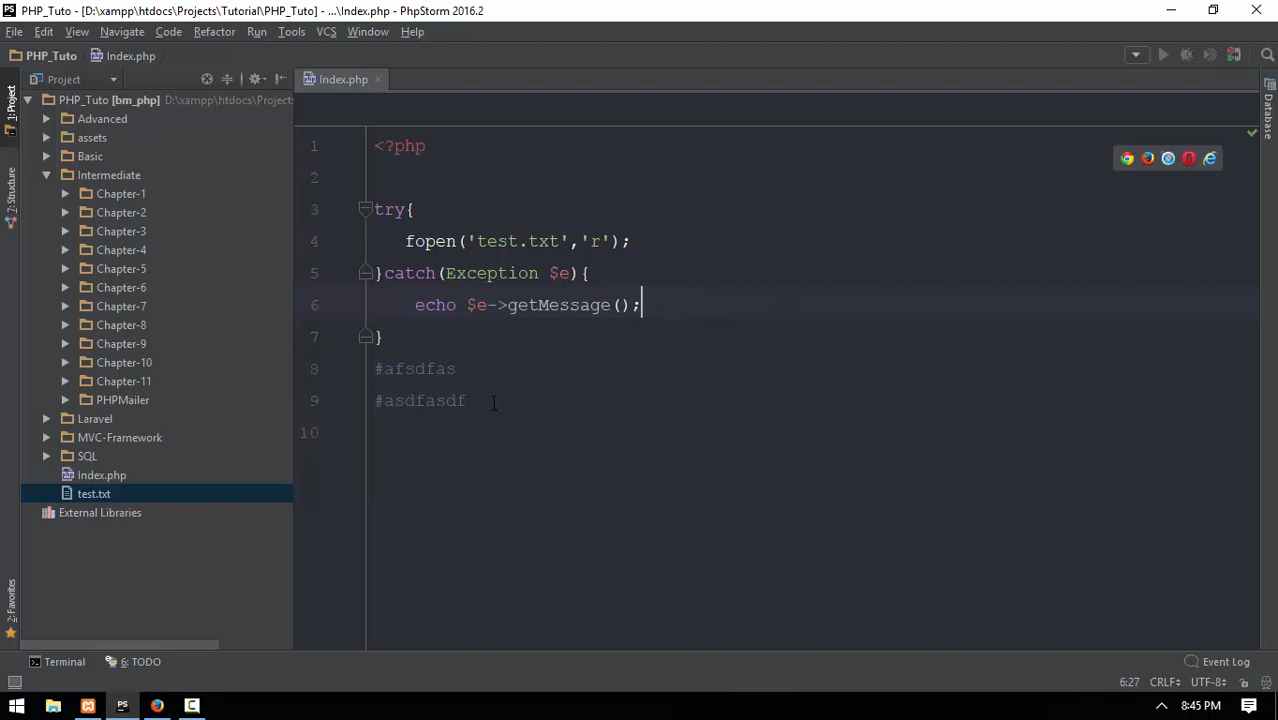 PHP_Tuto - [D:\xampp\htdocs\Projects\Tutorial\PHP_Tuto] - ...\Index.php - PhpStorm 2016.2
File Edit View Navigate Code Refactor Run Tools VCS Window Help
PHP_Tuto Index.php
Project
Index.php
1: Project
7: Structure
2: Favorites
Database
PHP_Tuto [bm_php] D:\xampp\htdocs\Projects
Advanced
assets
Basic
Intermediate
Chapter-1
Chapter-2
Chapter-3
Chapter-4
Chapter-5
Chapter-6
Chapter-7
Chapter-8
Chapter-9
Chapter-10
Chapter-11
PHPMailer
Laravel
MVC-Framework
SQL
Index.php
test.txt
External Libraries
1 <?php
2
3 try{
4 fopen('test.txt','r');
5 }catch(Exception $e){
6 echo $e->getMessage();
7 }
8 #afsdfas
9 #asdfasdf
10
Terminal 6: TODO Event Log
6:27 CRLF UTF-8
PS 8:45 PM